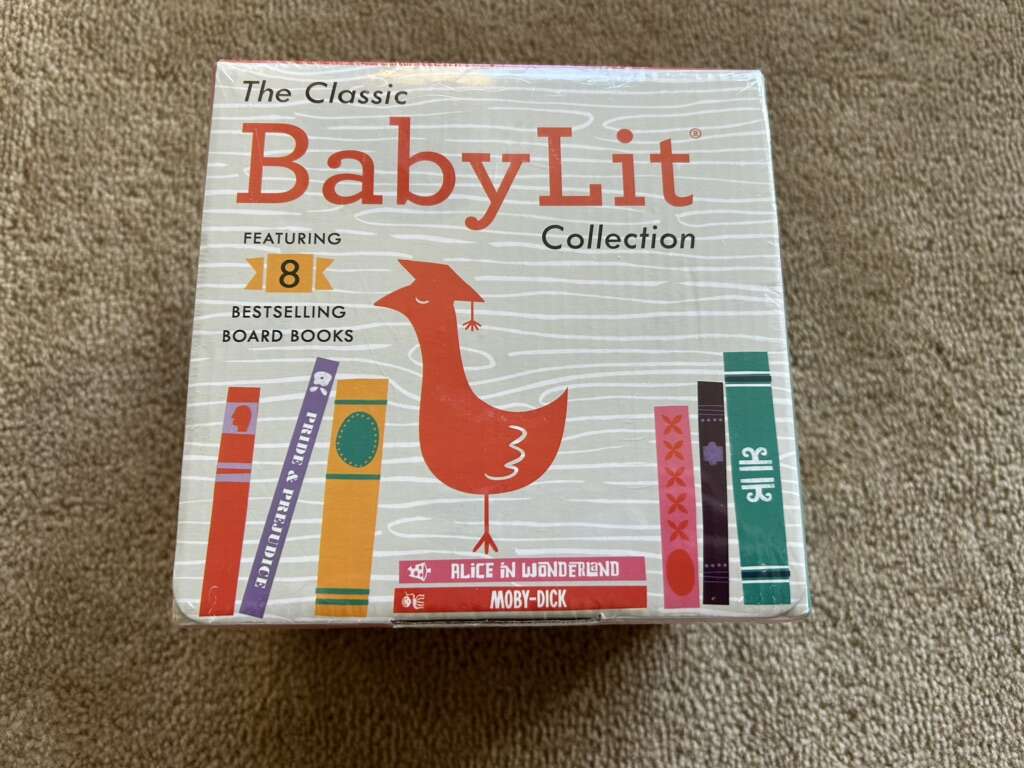 The Classic
BabyLit®
Collection
FEATURING
8
BESTSELLING
BOARD BOOKS
PRIDE & PREJUDICE
ALICE IN WONDERLAND
MOBY-DICK